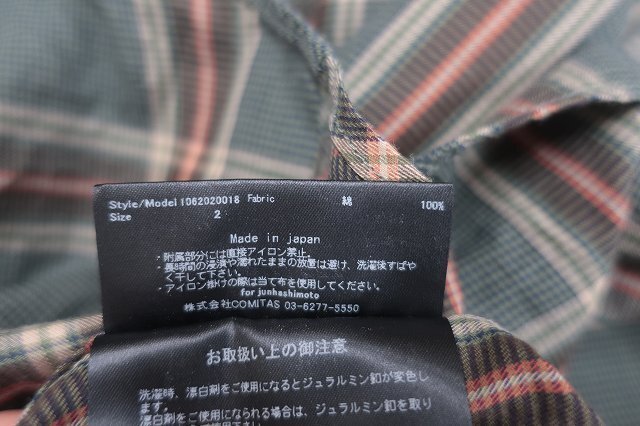 Style/Model 1062020018 Fabric 綿 100%
Size 2
Made in japan
・附属部分には直接アイロン禁止。
・長時間の浸漬や濡れたままの放置は避け、洗濯後すばや
く干して下さい。
・アイロン掛けの際は当て布を使用してください。
for junhashimoto
株式会社COMITAS 03-6277-5550
お取扱い上の御注意
洗濯時、漂白剤をご使用になるとジュラルミン釦が変色し
ます。
漂白剤をご使用になられる場合は、ジュラルミン釦を取り